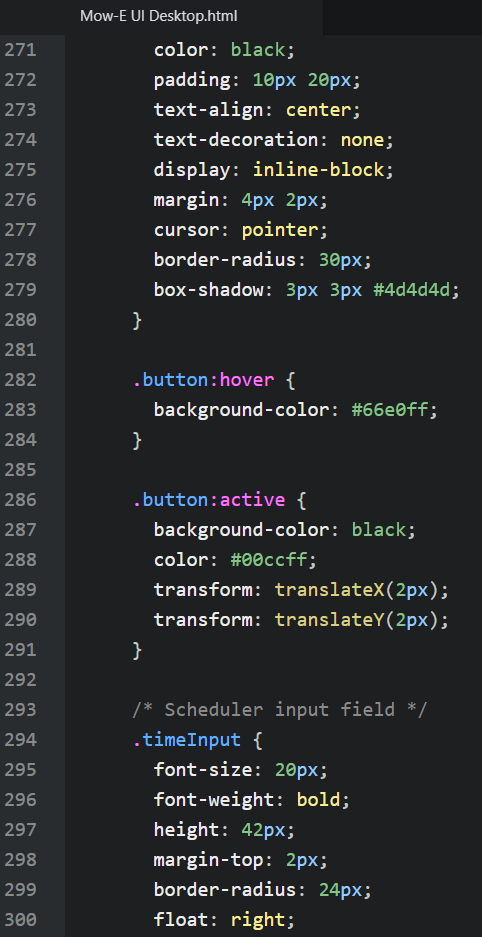 Mow-E UI Desktop.html
271 color: black;
272 padding: 10px 20px;
273 text-align: center;
274 text-decoration: none;
275 display: inline-block;
276 margin: 4px 2px;
277 cursor: pointer;
278 border-radius: 30px;
279 box-shadow: 3px 3px #4d4d4d;
280 }
281
282 .button:hover {
283 background-color: #66e0ff;
284 }
285
286 .button:active {
287 background-color: black;
288 color: #00ccff;
289 transform: translateX(2px);
290 transform: translateY(2px);
291 }
292
293 /* Scheduler input field */
294 .timeInput {
295 font-size: 20px;
296 font-weight: bold;
297 height: 42px;
298 margin-top: 2px;
299 border-radius: 24px;
300 float: right;